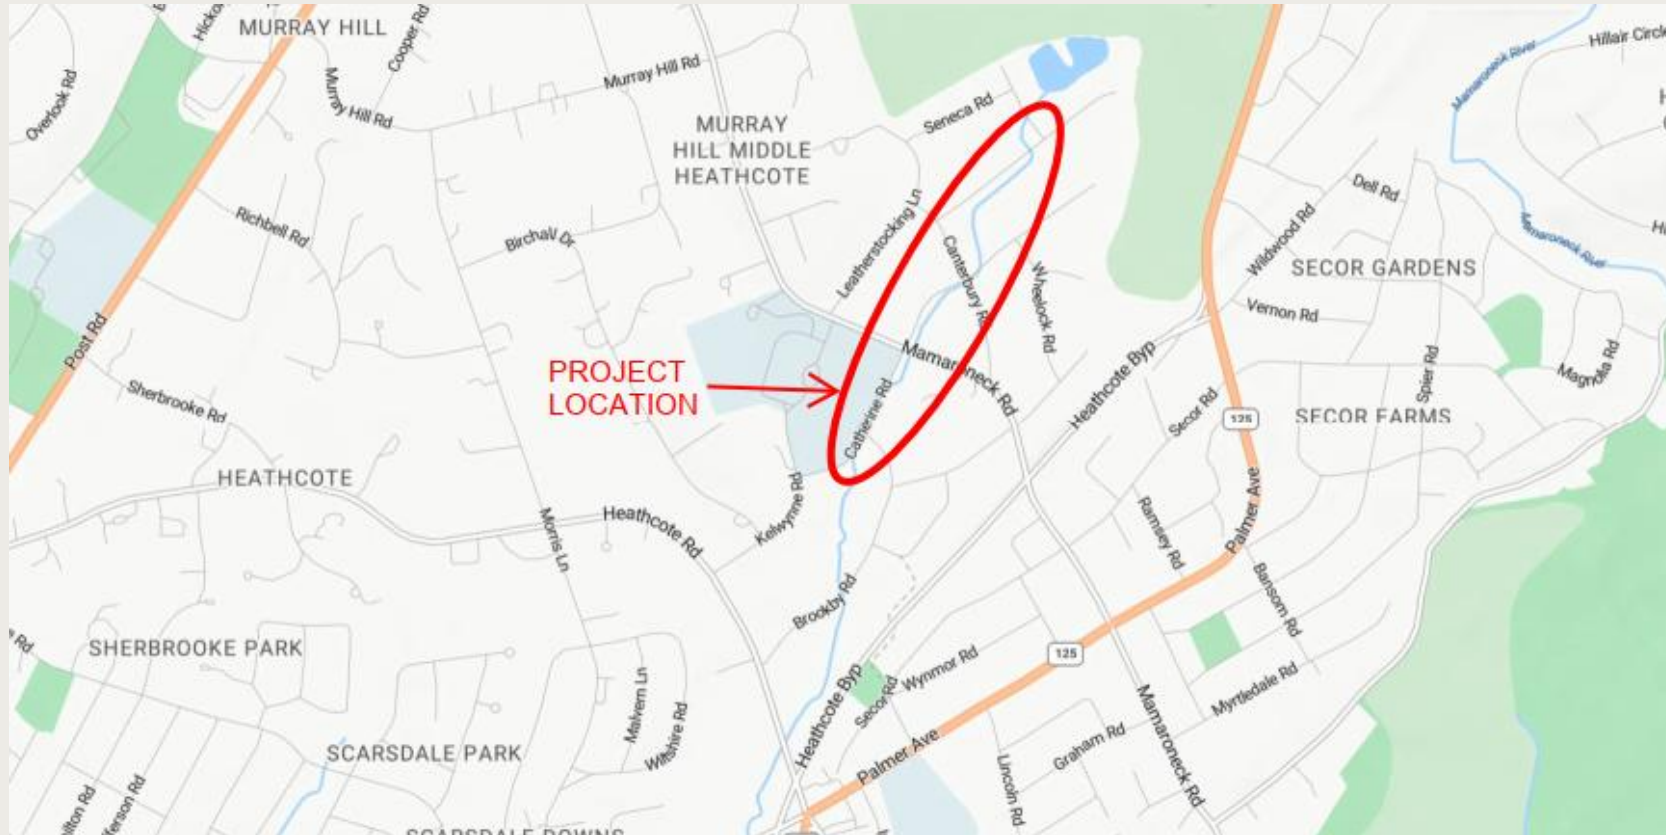 MURRAY HILL
Cooper Rd
Overlook Rd
Murray Hill Rd
Murray Hill Rd
Mamaroneck River
Hillair Circle
Seneca Rd
MURRAY
HILL MIDDLE
HEATHCOTE
Dell Rd
Richbell Rd
Birchall Dr
Leatherstocking Ln
Canterbury Rd
Wheelock Rd
Wildwood Rd
Mamaroneck River
SECOR GARDENS
Vernon Rd
Post Rd
PROJECT
LOCATION
Mamaroneck Rd
Heathcote Byp
Spier Rd
Magnolia Rd
Sherbrooke Rd
Catherine Rd
Secor Rd
125
SECOR FARMS
HEATHCOTE
Kelwynne Rd
Morris Ln
Heathcote Rd
Ramsey Rd
Palmer Ave
Brookby Rd
Bansom Rd
Rd
SHERBROOKE PARK
125
Malvern Ln
Wiltshire Rd
Heathcote Byp
Secor Rd
Wynmor Rd
Myrtledale Rd
Mamaroneck Rd
SCARSDALE PARK
Palmer Ave
Graham Rd
Lincoln Rd
SCARSDALE DOWNS